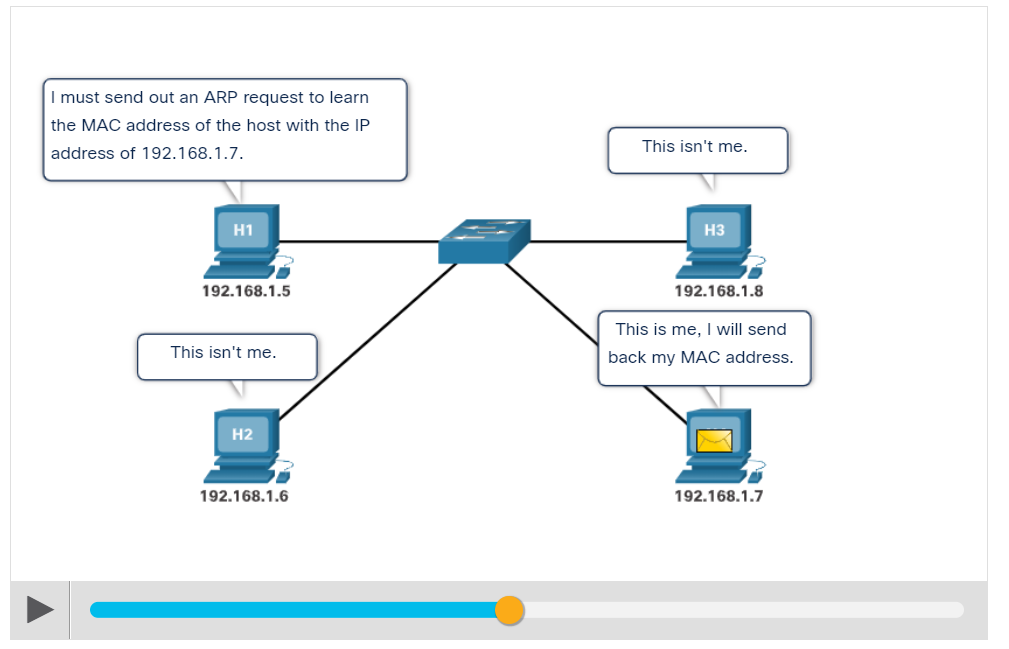 I must send out an ARP request to learn
the MAC address of the host with the IP
address of 192.168.1.7.
This isn't me.
H1
H3
192.168.1.5
192.168.1.8
This isn't me.
This is me, I will send
back my MAC address.
H2
192.168.1.6
192.168.1.7